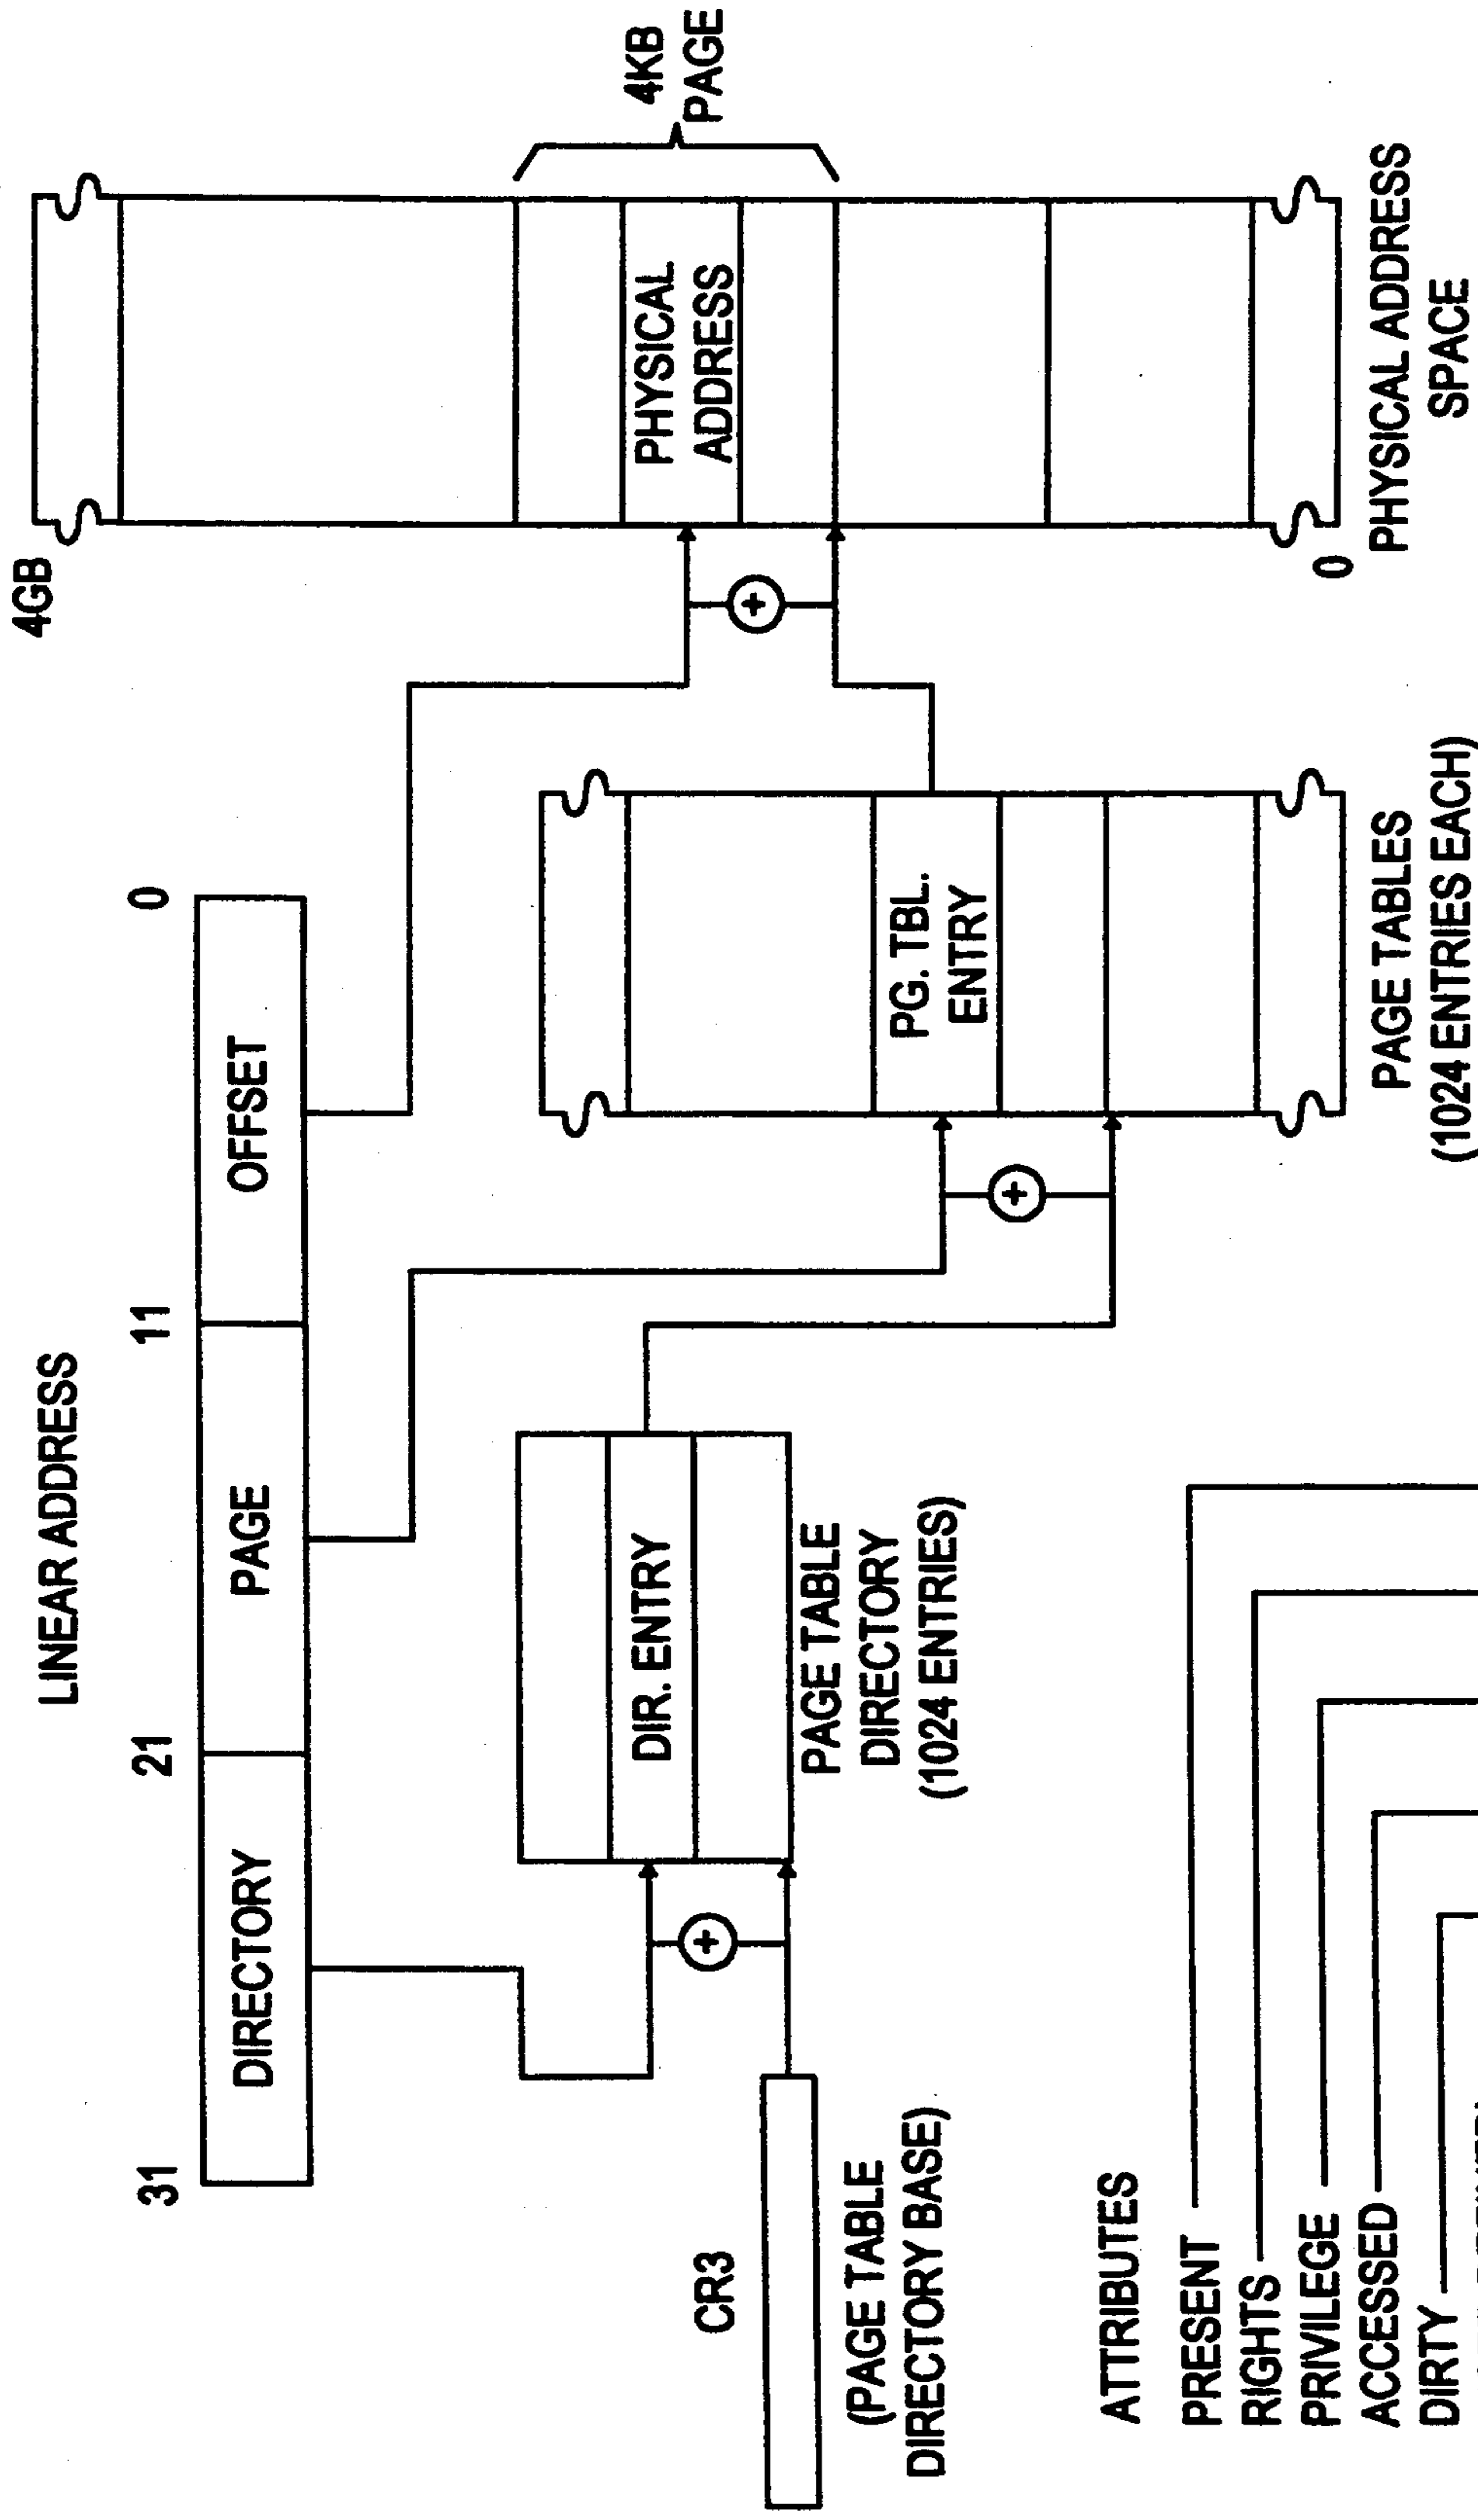 LINEAR ADDRESS
31
21
11
0
DIRECTORY
PAGE
OFFSET
4GB
DIR. ENTRY
PHYSICAL
ADDRESS
4KB
PAGE
CR3
(PAGE TABLE
DIRECTORY BASE)
PAGE TABLE
DIRECTORY
(1024 ENTRIES)
PG. TBL.
ENTRY
PAGE TABLES
(1024 ENTRIES EACH)
0
PHYSICAL ADDRESS
SPACE
ATTRIBUTES
PRESENT
RIGHTS
PRIVILEGE
ACCESSED
DIRTY